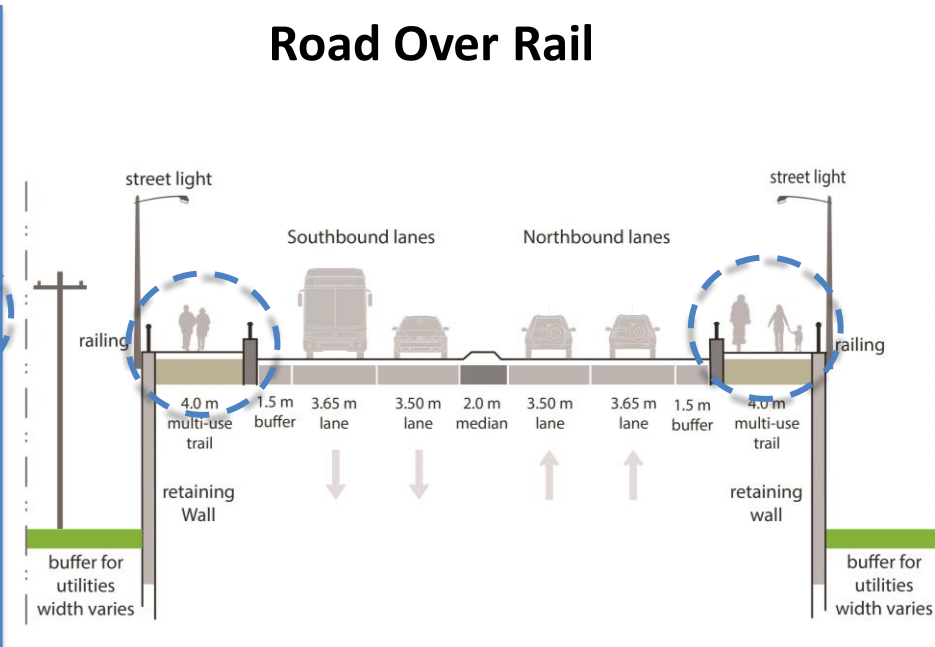 Road Over Rail
street light
street light
Southbound lanes
Northbound lanes
railing
railing
4.0 m
multi-use
trail
1.5 m
buffer
3.65 m
lane
3.50 m
lane
2.0 m
median
3.50 m
lane
3.65 m
lane
1.5 m
buffer
4.0 m
multi-use
trail
retaining
Wall
retaining
wall
buffer for
utilities
width varies
buffer for
utilities
width varies